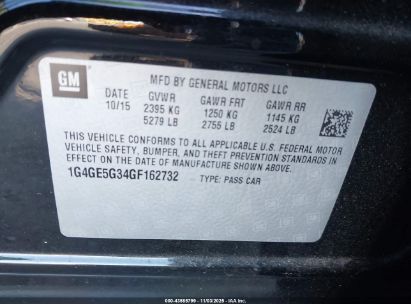 GM
MFD BY GENERAL MOTORS LLC
DATE GVWR GAWR FRT GAWR RR
10/15 2395 KG 1250 KG 1145 KG
5279 LB 2755 LB 2524 LB
THIS VEHICLE CONFORMS TO ALL APPLICABLE U.S. FEDERAL MOTOR
VEHICLE SAFETY, BUMPER, AND THEFT PREVENTION STANDARDS IN
EFFECT ON THE DATE OF MANUFACTURE SHOWN ABOVE.
1G4GE5G34GF162732 TYPE: PASS CAR